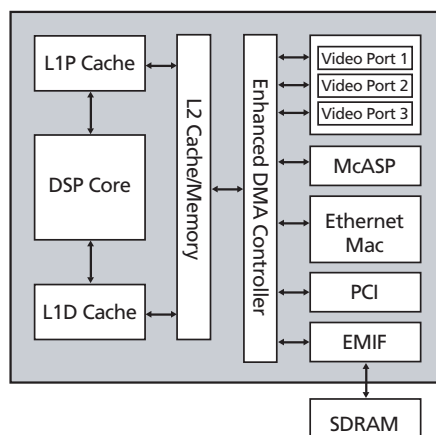 L1P Cache
DSP Core
L1D Cache
L2 Cache/Memory
Enhanced DMA
Controller
Video Port 1
Video Port 2
Video Port 3
McASP
Ethernet
Mac
PCI
EMIF
SDRAM